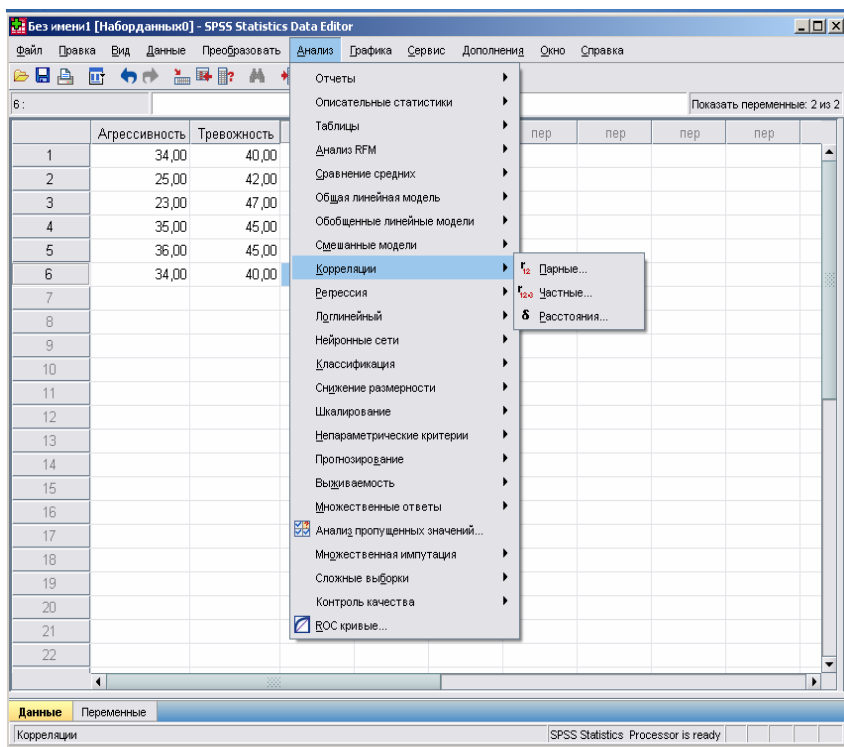 Без имени1 [Наборданных0] - SPSS Statistics Data Editor
Файл Правка Вид Данные Преобразовать Анализ Графика Сервис Дополнения Окно Справка
6 : Показать переменные: 2 из 2
Агрессивность Тревожность пер пер пер пер
1 34,00 40,00
2 25,00 42,00
3 23,00 47,00
4 35,00 45,00
5 36,00 45,00
6 34,00 40,00
7
8
9
10
11
12
13
14
15
16
17
18
19
20
21
22
Отчеты
Описательные статистики
Таблицы
Анализ RFM
Сравнение средних
Общая линейная модель
Обобщенные линейные модели
Смешанные модели
Корреляции
Регрессия
Логлинейный
Нейронные сети
Классификация
Снижение размерности
Шкалирование
Непараметрические критерии
Прогнозирование
Выживаемость
Множественные ответы
Анализ пропущенных значений...
Множественная импутация
Сложные выборки
Контроль качества
ROC кривые...
r12 Парные...
r12•3 Частные...
δ Расстояния...
Данные Переменные
Корреляции SPSS Statistics Processor is ready